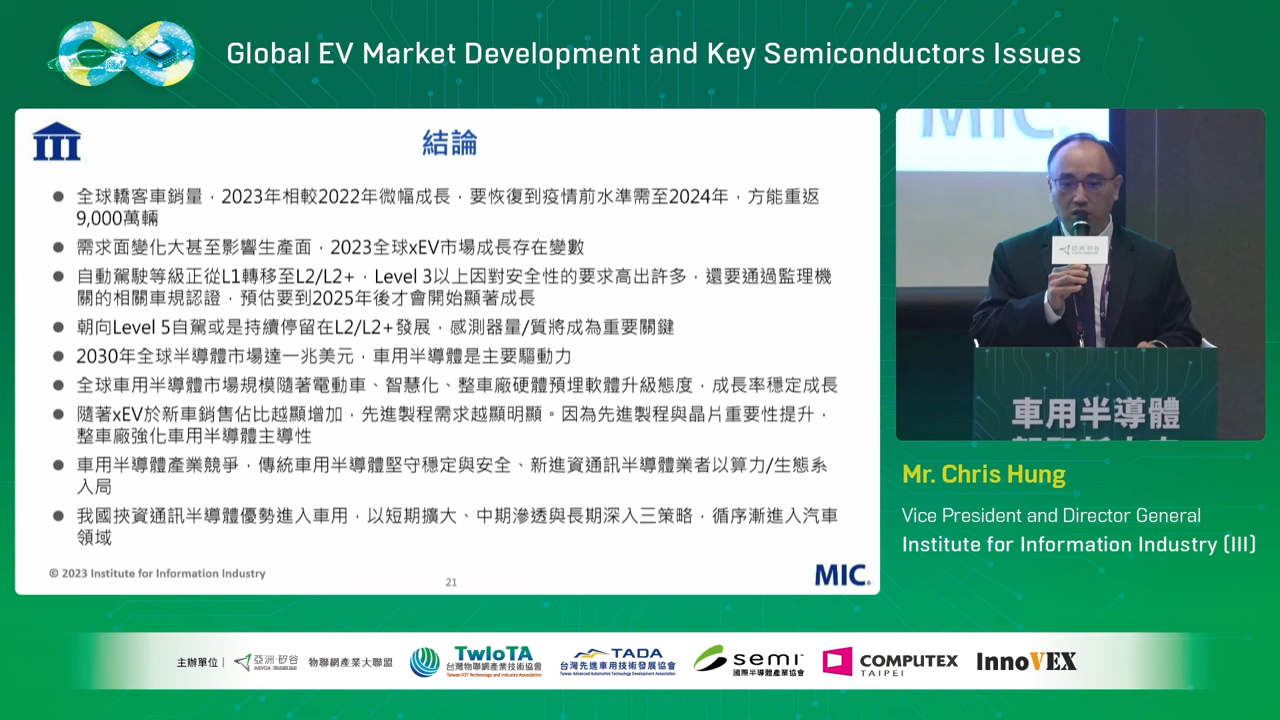 Global EV Market Development and Key Semiconductors Issues
結論
全球轎客車銷量，2023年相較2022年微幅成長，要恢復到疫情前水準需至2024年，方能重返
9,000萬輛
需求面變化大甚至影響生產面，2023全球xEV市場成長存在變數
自動駕駛等級正從L1轉移至L2/L2+，Level 3以上因對安全性的要求高出許多，還要通過監理機
關的相關車規認證，預估要到2025年後才會開始顯著成長
朝向Level 5自駕或是持續停留在L2/L2+發展，感測器量/質將成為重要關鍵
2030年全球半導體市場達一兆美元，車用半導體是主要驅動力
全球車用半導體市場規模隨著電動車、智慧化、整車廠硬體預埋軟體升級態度，成長率穩定成長
隨著xEV於新車銷售佔比越顯增加，先進製程需求越顯明顯。因為先進製程與晶片重要性提升，
整車廠強化車用半導體主導性
車用半導體產業競爭，傳統車用半導體堅守穩定與安全、新進資通訊半導體業者以算力/生態系
入局
我國挾資通訊半導體優勢進入車用，以短期擴大、中期滲透與長期深入三策略，循序漸進入汽車
領域
© 2023 Institute for Information Industry
21
MIC
MIC
亞洲·矽谷
車用半導體
Mr. Chris Hung
Vice President and Director General
Institute for Information Industry (III)
主辦單位｜
亞洲·矽谷
物聯網產業大聯盟
TwIoTA
台灣物聯網產業技術協會
Taiwan IOT Technology and Industry Association
TADA
台灣先進車用技術發展協會
Taiwan Advanced Automotive Technology Development Association
semi
國際半導體產業協會
COMPUTEX
TAIPEI
InnoVEX